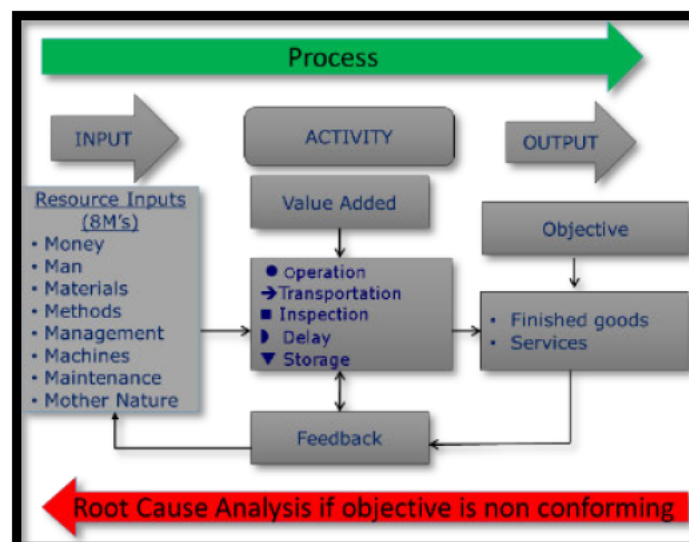 Process
INPUT
ACTIVITY
OUTPUT
Resource Inputs
(8M's)
• Money
• Man
• Materials
• Methods
• Management
• Machines
• Maintenance
• Mother Nature
Value Added
● Operation
➔Transportation
■ Inspection
◗ Delay
▼ Storage
Feedback
Objective
• Finished goods
• Services
Root Cause Analysis if objective is non conforming